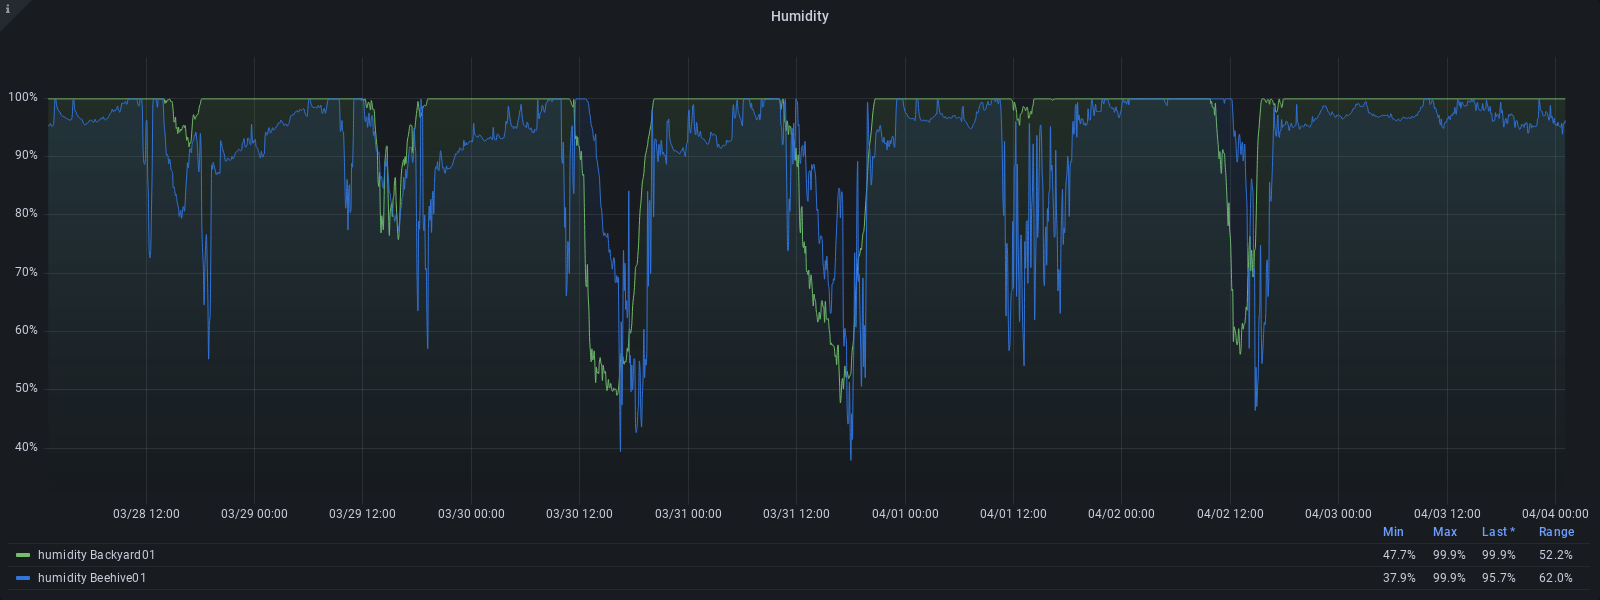 i
Humidity
100%
90%
80%
70%
60%
50%
40%
03/28 12:00 03/29 00:00 03/29 12:00 03/30 00:00 03/30 12:00 03/31 00:00 03/31 12:00 04/01 00:00 04/01 12:00 04/02 00:00 04/02 12:00 04/03 00:00 04/03 12:00 04/04 00:00
Min Max Last * Range
humidity Backyard01 47.7% 99.9% 99.9% 52.2%
humidity Beehive01 37.9% 99.9% 95.7% 62.0%